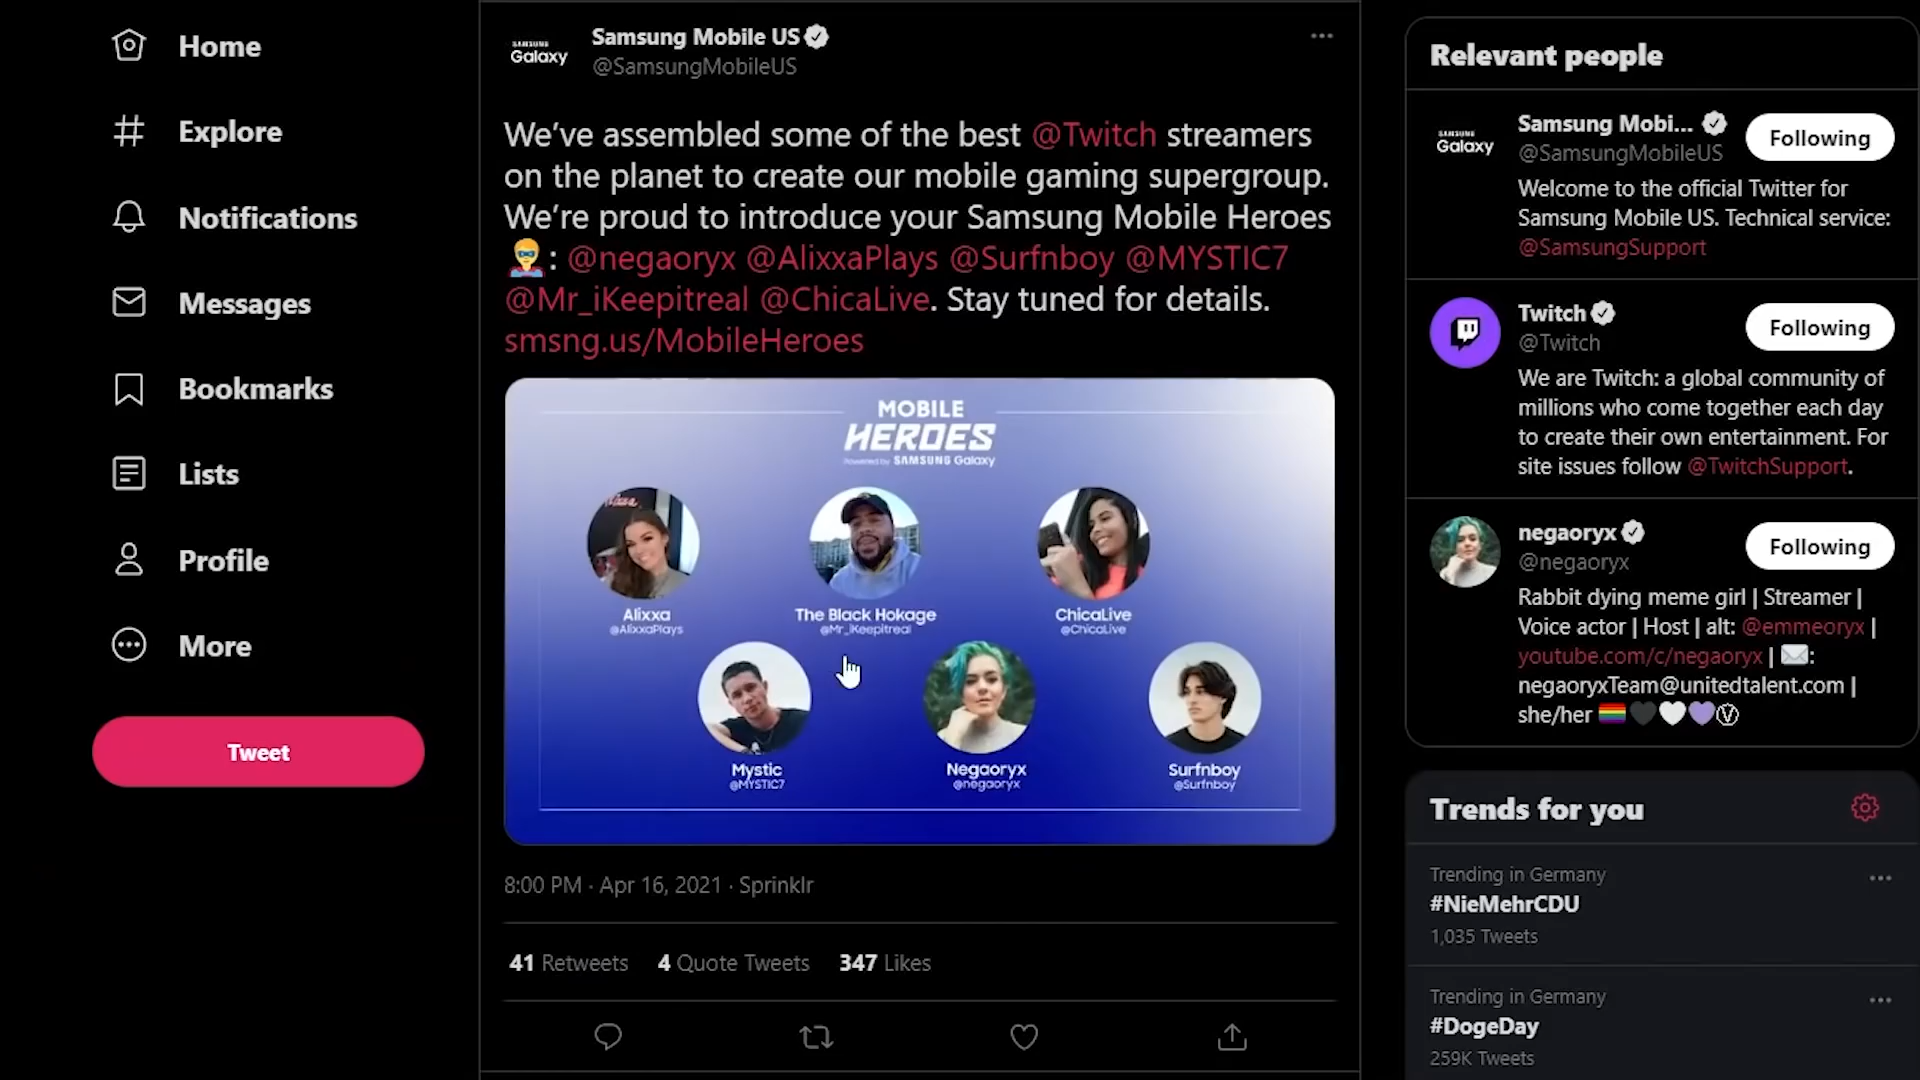 Home
Explore
Notifications
Messages
Bookmarks
Lists
Profile
More
Tweet
SAMSUNG
Galaxy
Samsung Mobile US
@SamsungMobileUS
We’ve assembled some of the best @Twitch streamers
on the planet to create our mobile gaming supergroup.
We’re proud to introduce your Samsung Mobile Heroes
: @negaoryx @AlixxaPlays @Surfnboy @MYSTIC7
@Mr_iKeepitreal @ChicaLive. Stay tuned for details.
smsng.us/MobileHeroes
MOBILE
HEROES
Powered by SAMSUNG Galaxy
Alixxa
@AlixxaPlays
The Black Hokage
@Mr_iKeepitreal
ChicaLive
@ChicaLive
Mystic
@MYSTIC7
Negaoryx
@negaoryx
Surfnboy
@Surfnboy
8:00 PM · Apr 16, 2021 · Sprinklr
41 Retweets 4 Quote Tweets 347 Likes
Relevant people
SAMSUNG
Galaxy
Samsung Mobi...
@SamsungMobileUS
Following
Welcome to the official Twitter for
Samsung Mobile US. Technical service:
@SamsungSupport
Twitch
@Twitch
Following
We are Twitch: a global community of
millions who come together each day
to create their own entertainment. For
site issues follow @TwitchSupport.
negaoryx
@negaoryx
Following
Rabbit dying meme girl | Streamer |
Voice actor | Host | alt: @emmeoryx |
youtube.com/c/negaoryx | :
negaoryxTeam@unitedtalent.com |
she/her
Trends for you
Trending in Germany
#NieMehrCDU
1,035 Tweets
Trending in Germany
#DogeDay
259K Tweets